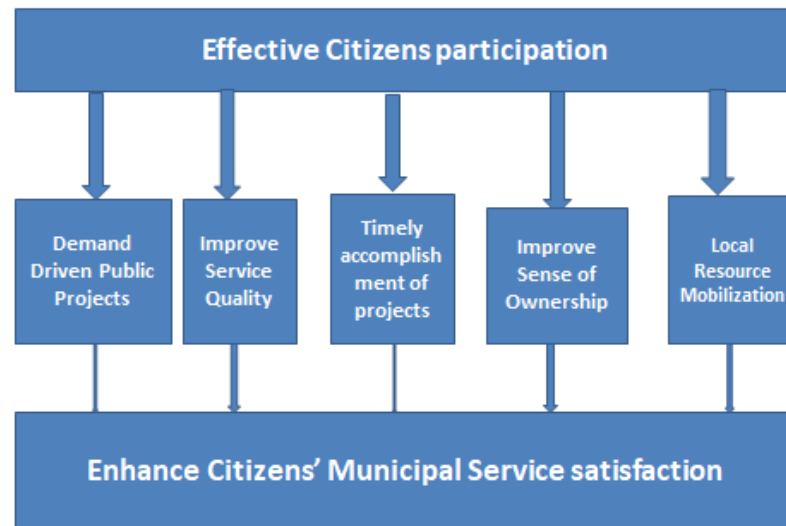 Effective Citizens participation
Demand
Driven Public
Projects
Improve
Service
Quality
Timely
accomplish
ment of
projects
Improve
Sense of
Ownership
Local
Resource
Mobilization
Enhance Citizens’ Municipal Service satisfaction